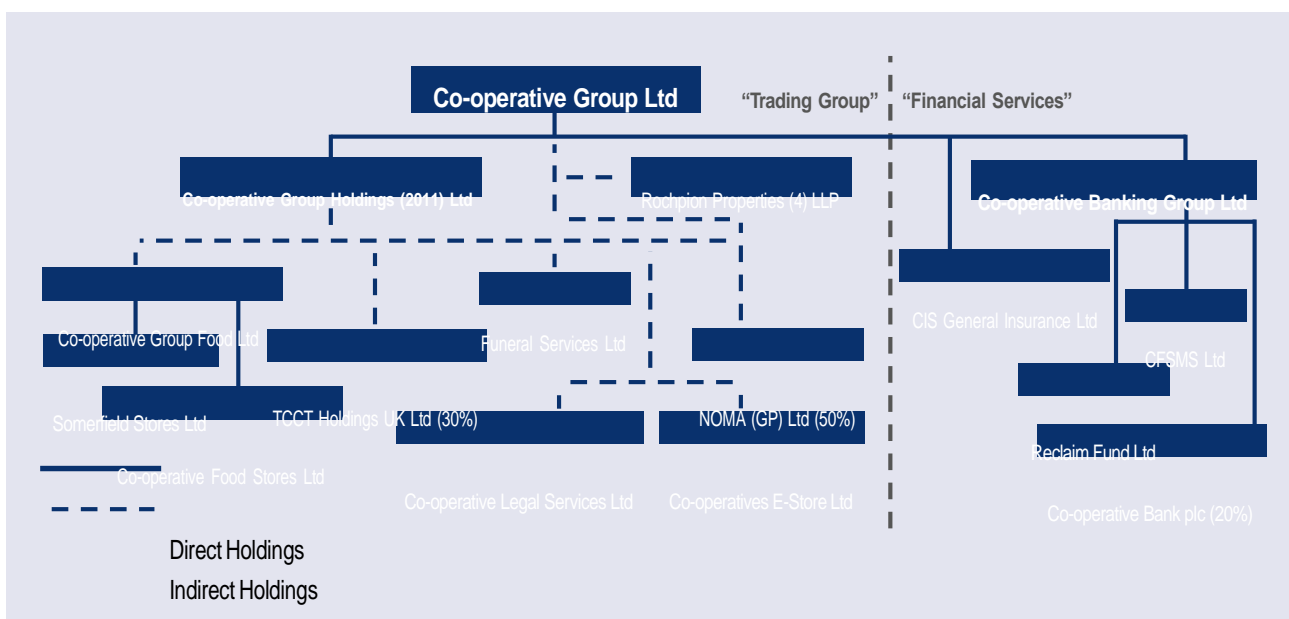 Co-operative Group Ltd
“Trading Group”
“Financial Services”
Co-operative Group Holdings (2011) Ltd
Rochpion Properties (4) LLP
Co-operative Banking Group Ltd
CIS General Insurance Ltd
Co-operative Group Food Ltd
Funeral Services Ltd
CFSMS Ltd
Somerfield Stores Ltd
TCCT Holdings UK Ltd (30%)
NOMA (GP) Ltd (50%)
Reclaim Fund Ltd
Co-operative Food Stores Ltd
Co-operative Legal Services Ltd
Co-operatives E-Store Ltd
Co-operative Bank plc (20%)
Direct Holdings
Indirect Holdings